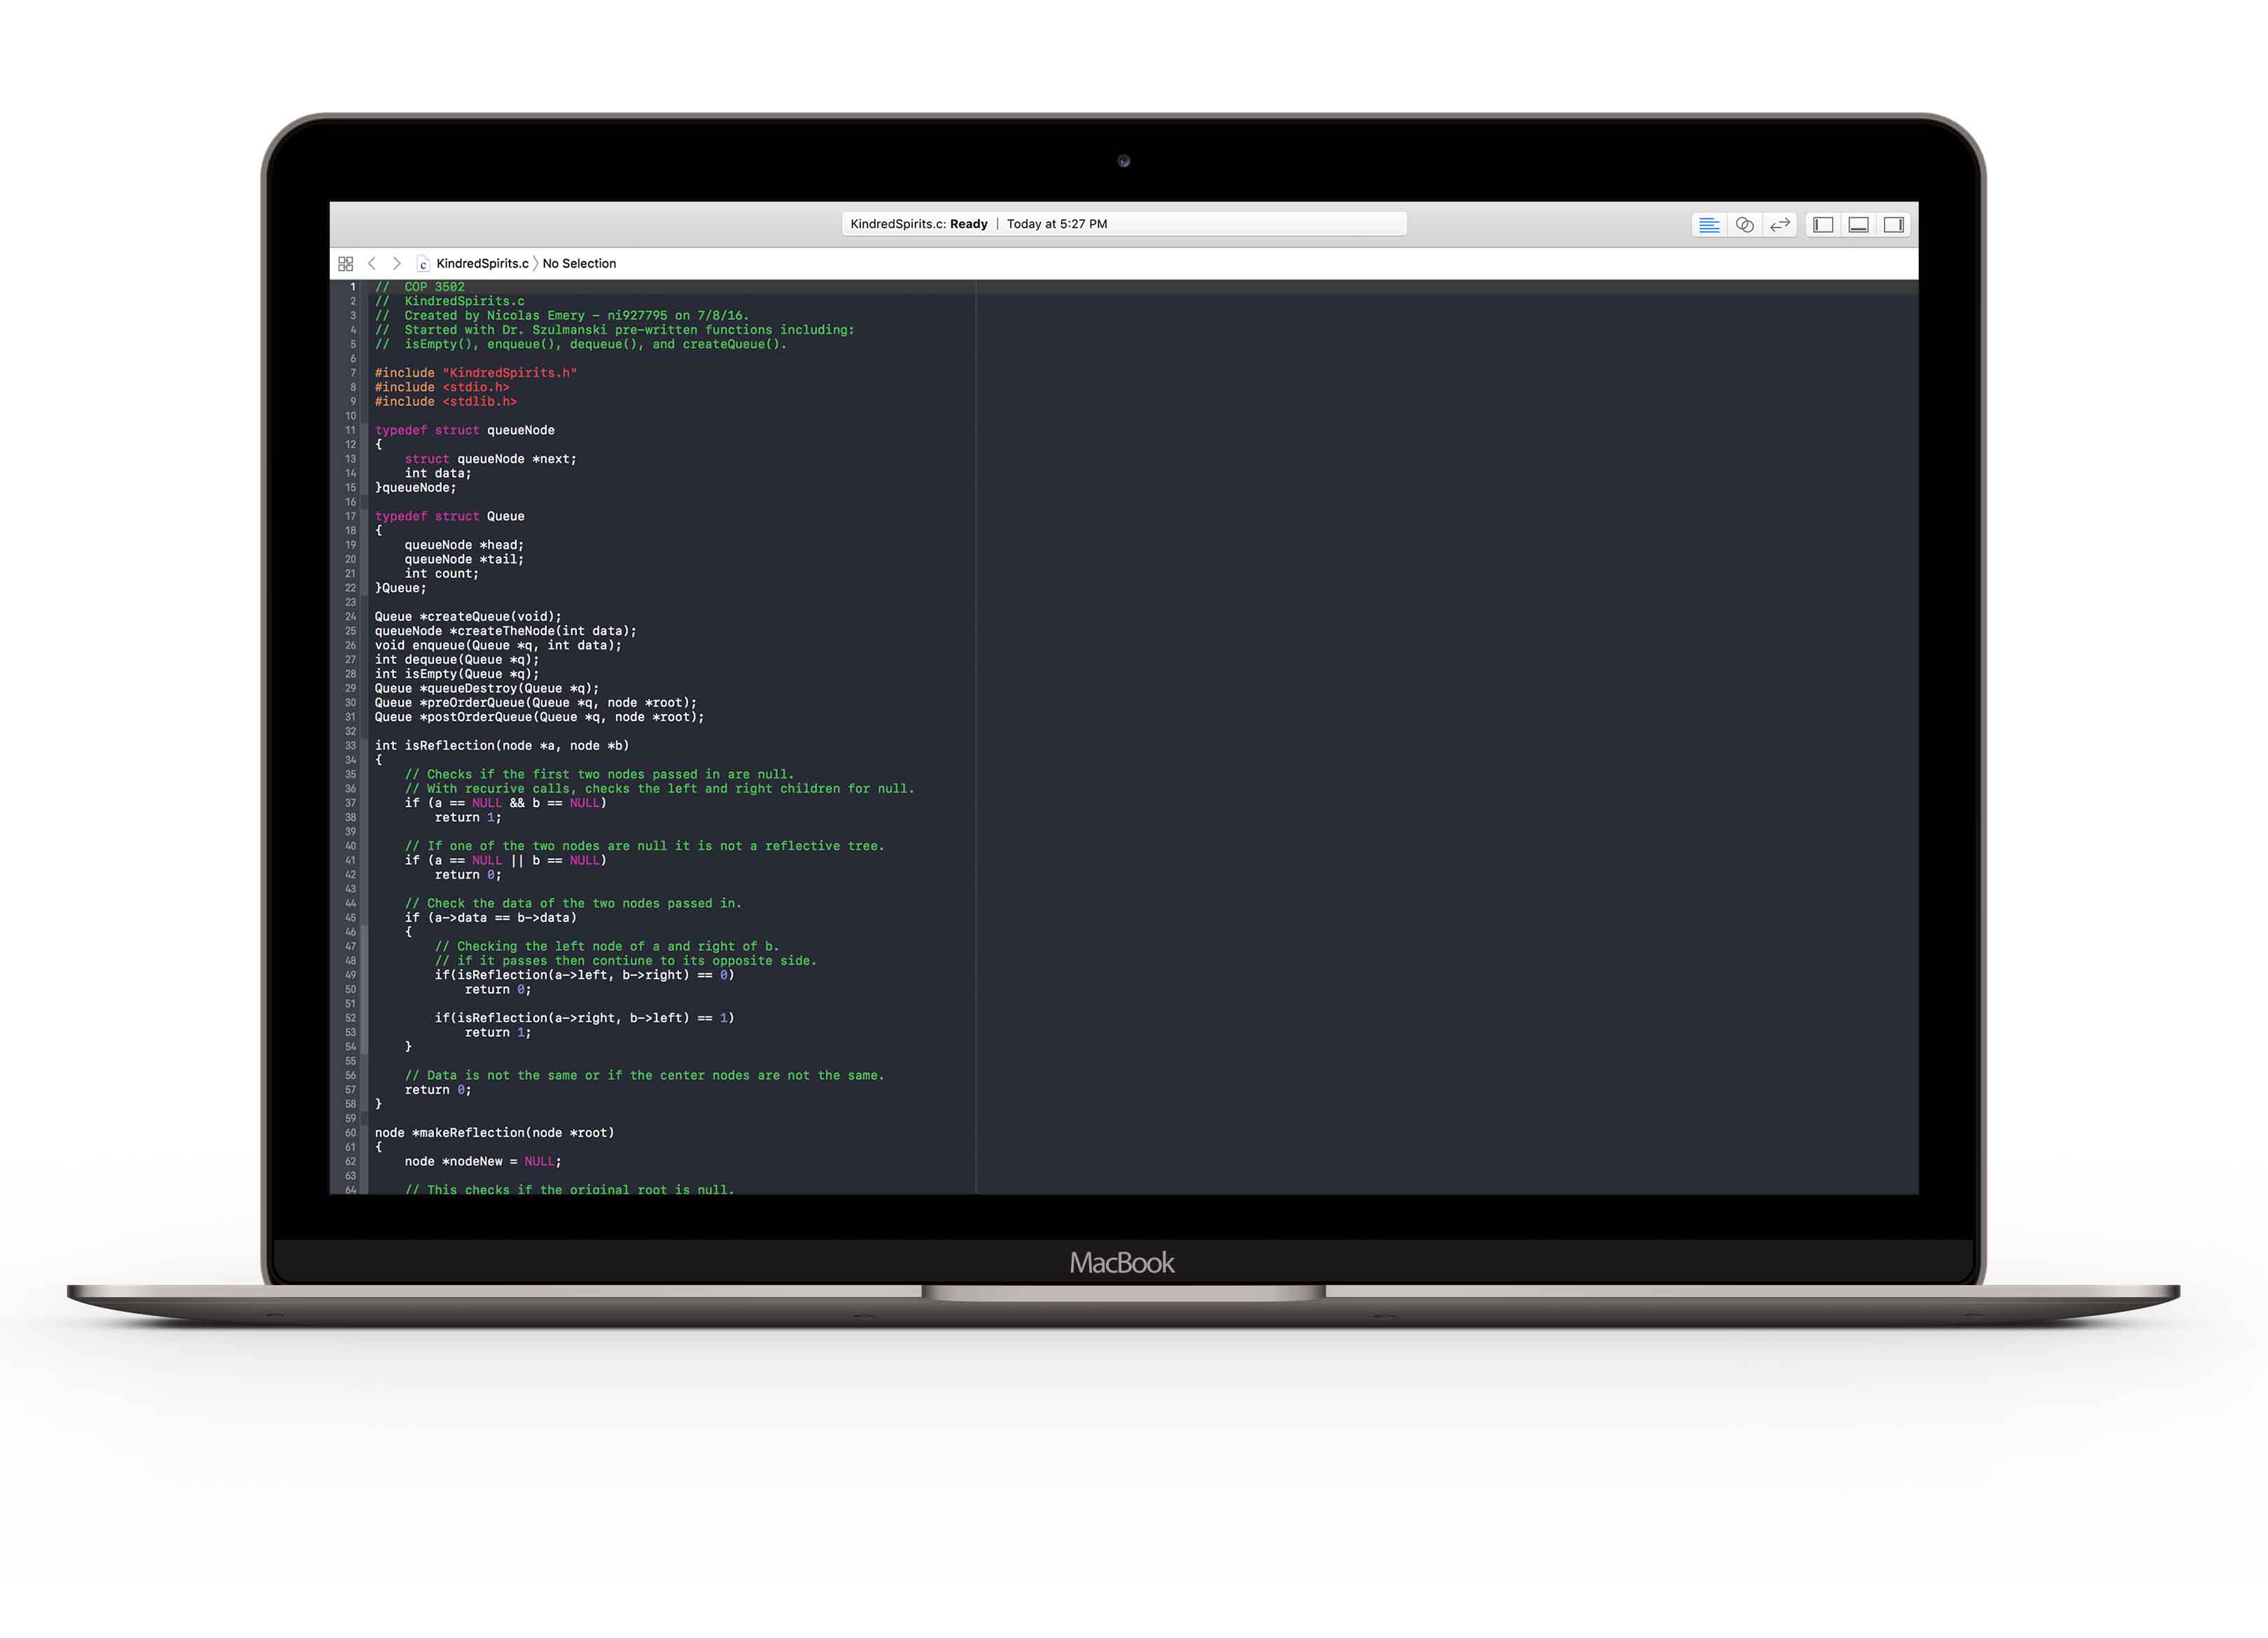 KindredSpirits.c: Ready | Today at 5:27 PM
KindredSpirits.c 〉 No Selection
1 // COP 3502
2 // KindredSpirits.c
3 // Created by Nicolas Emery – ni927795 on 7/8/16.
4 // Started with Dr. Szulmanski pre-written functions including:
5 // isEmpty(), enqueue(), dequeue(), and createQueue().
6
7 #include "KindredSpirits.h"
8 #include <stdio.h>
9 #include <stdlib.h>
10
11 typedef struct queueNode
12 {
13     struct queueNode *next;
14     int data;
15 }queueNode;
16
17 typedef struct Queue
18 {
19     queueNode *head;
20     queueNode *tail;
21     int count;
22 }Queue;
23
24 Queue *createQueue(void);
25 queueNode *createTheNode(int data);
26 void enqueue(Queue *q, int data);
27 int dequeue(Queue *q);
28 int isEmpty(Queue *q);
29 Queue *queueDestroy(Queue *q);
30 Queue *preOrderQueue(Queue *q, node *root);
31 Queue *postOrderQueue(Queue *q, node *root);
32
33 int isReflection(node *a, node *b)
34 {
35     // Checks if the first two nodes passed in are null.
36     // With recurive calls, checks the left and right children for null.
37     if (a == NULL && b == NULL)
38         return 1;
39
40     // If one of the two nodes are null it is not a reflective tree.
41     if (a == NULL || b == NULL)
42         return 0;
43
44     // Check the data of the two nodes passed in.
45     if (a->data == b->data)
46     {
47         // Checking the left node of a and right of b.
48         // if it passes then contiune to its opposite side.
49         if(isReflection(a->left, b->right) == 0)
50             return 0;
51
52         if(isReflection(a->right, b->left) == 1)
53             return 1;
54     }
55
56     // Data is not the same or if the center nodes are not the same.
57     return 0;
58 }
59
60 node *makeReflection(node *root)
61 {
62     node *nodeNew = NULL;
63
64     // This checks if the original root is null.
MacBook